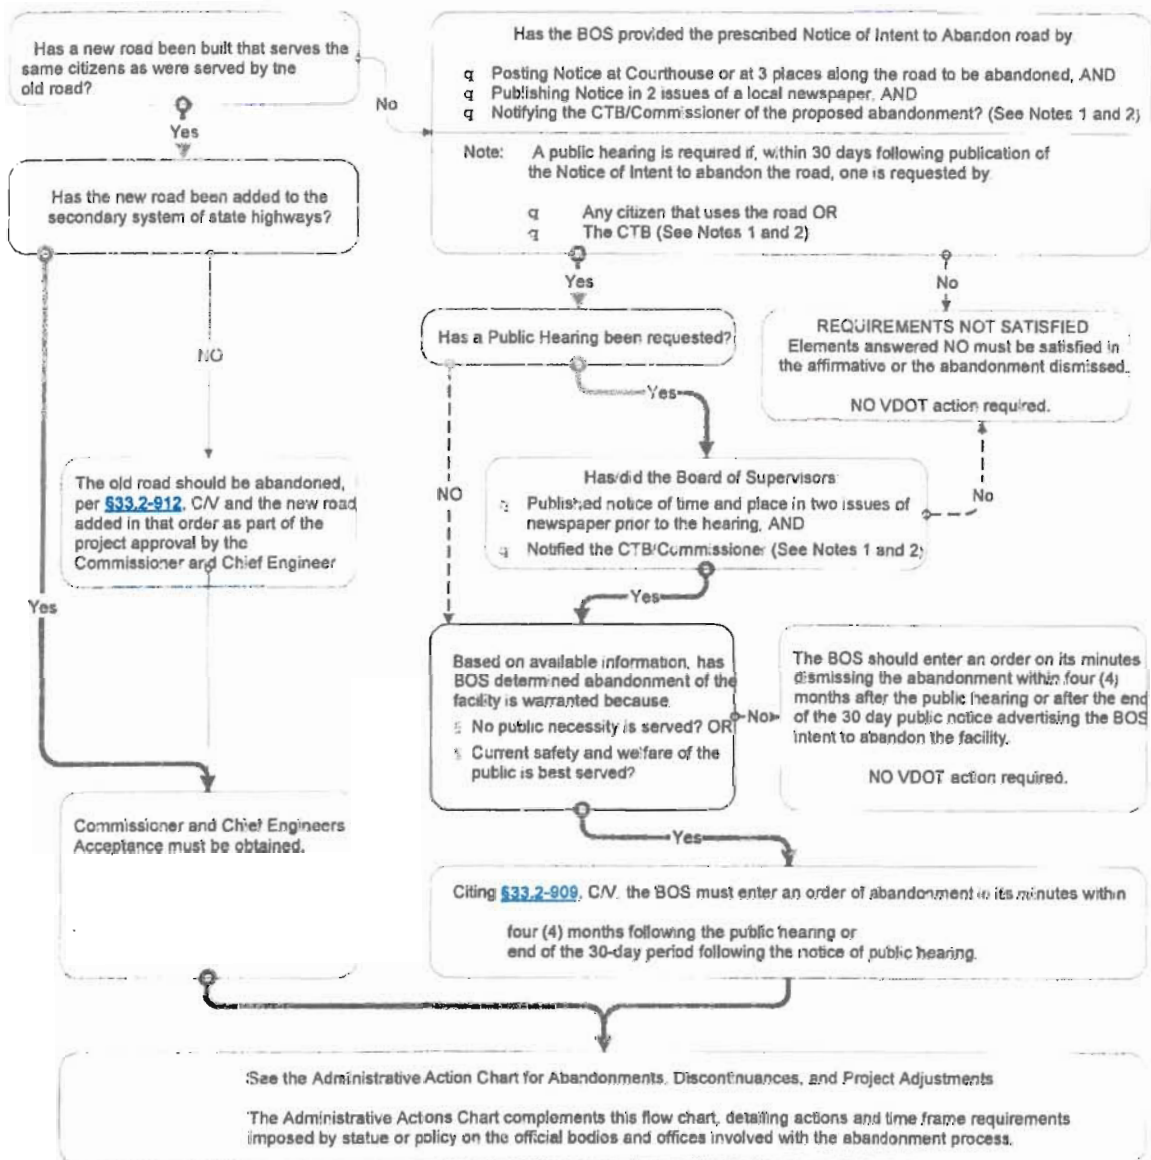 Has a new road been built that serves the
same citizens as were served by the
old road?
Yes
No
Has the new road been added to the
secondary system of state highways?
NO
The old road should be abandoned,
per §33.2-912, C/V and the new road
added in that order as part of the
project approval by the
Commissioner and Chief Engineer
Yes
Commissioner and Chief Engineers
Acceptance must be obtained.
Has the BOS provided the prescribed Notice of Intent to Abandon road by
q Posting Notice at Courthouse or at 3 places along the road to be abandoned, AND
q Publishing Notice in 2 issues of a local newspaper, AND
q Notifying the CTB/Commissioner of the proposed abandonment? (See Notes 1 and 2)
Note: A public hearing is required if, within 30 days following publication of
the Notice of Intent to abandon the road, one is requested by
q Any citizen that uses the road OR
q The CTB (See Notes 1 and 2)
Yes
No
Has a Public Hearing been requested?
REQUIREMENTS NOT SATISFIED
Elements answered NO must be satisfied in
the affirmative or the abandonment dismissed.
NO VDOT action required.
Yes
NO
Has/did the Board of Supervisors
q Published notice of time and place in two issues of
newspaper prior to the hearing, AND
q Notified the CTB/Commissioner (See Notes 1 and 2)
No
Yes
Based on available information, has
BOS determined abandonment of the
facility is warranted because
§ No public necessity is served? OR
§ Current safety and welfare of the
public is best served?
No
The BOS should enter an order on its minutes
dismissing the abandonment within four (4)
months after the public hearing or after the end
of the 30 day public notice advertising the BOS
intent to abandon the facility.
NO VDOT action required.
Yes
Citing §33.2-909, C/V, the BOS must enter an order of abandonment in its minutes within
four (4) months following the public hearing or
end of the 30-day period following the notice of public hearing.
See the Administrative Action Chart for Abandonments, Discontinuances, and Project Adjustments
The Administrative Actions Chart complements this flow chart, detailing actions and time frame requirements
imposed by statue or policy on the official bodies and offices involved with the abandonment process.